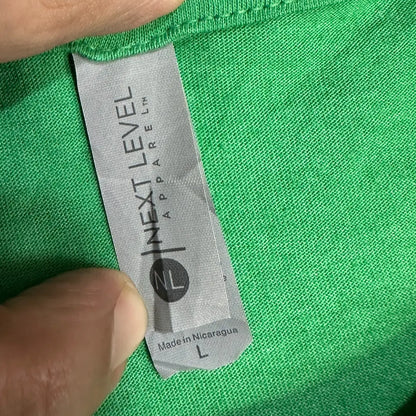 NEXT LEVEL
APPAREL™
NL
Made in Nicaragua
L